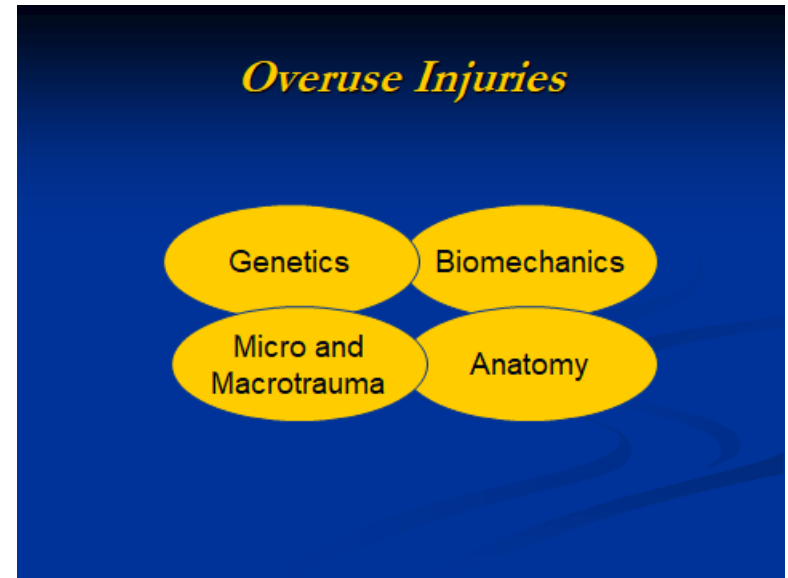 Overuse Injuries
Genetics
Biomechanics
Micro and
Macrotrauma
Anatomy